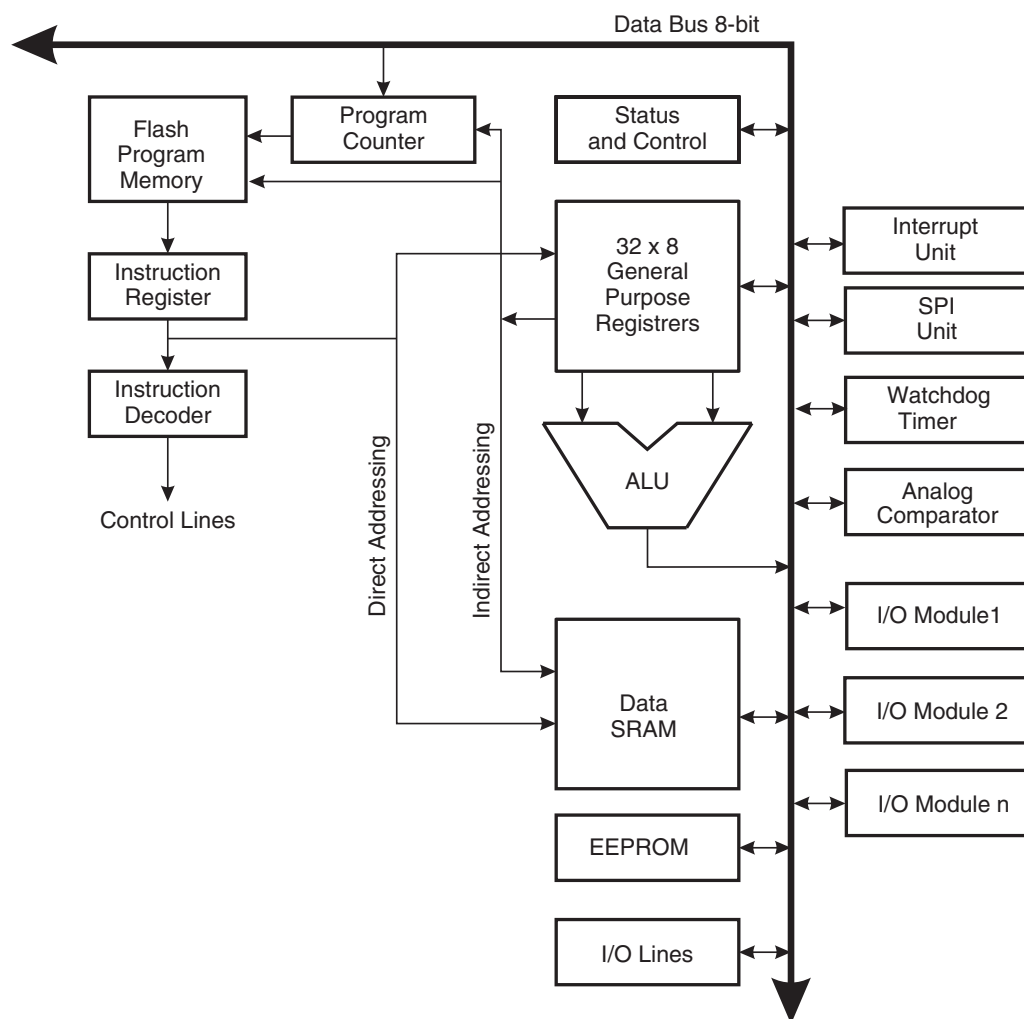 Data Bus 8-bit
Flash
Program
Memory
Program
Counter
Status
and Control
Interrupt
Unit
32 x 8
General
Purpose
Registrers
Instruction
Register
SPI
Unit
Instruction
Decoder
Watchdog
Timer
Direct Addressing
Indirect Addressing
ALU
Analog
Comparator
Control Lines
I/O Module1
Data
SRAM
I/O Module 2
I/O Module n
EEPROM
I/O Lines